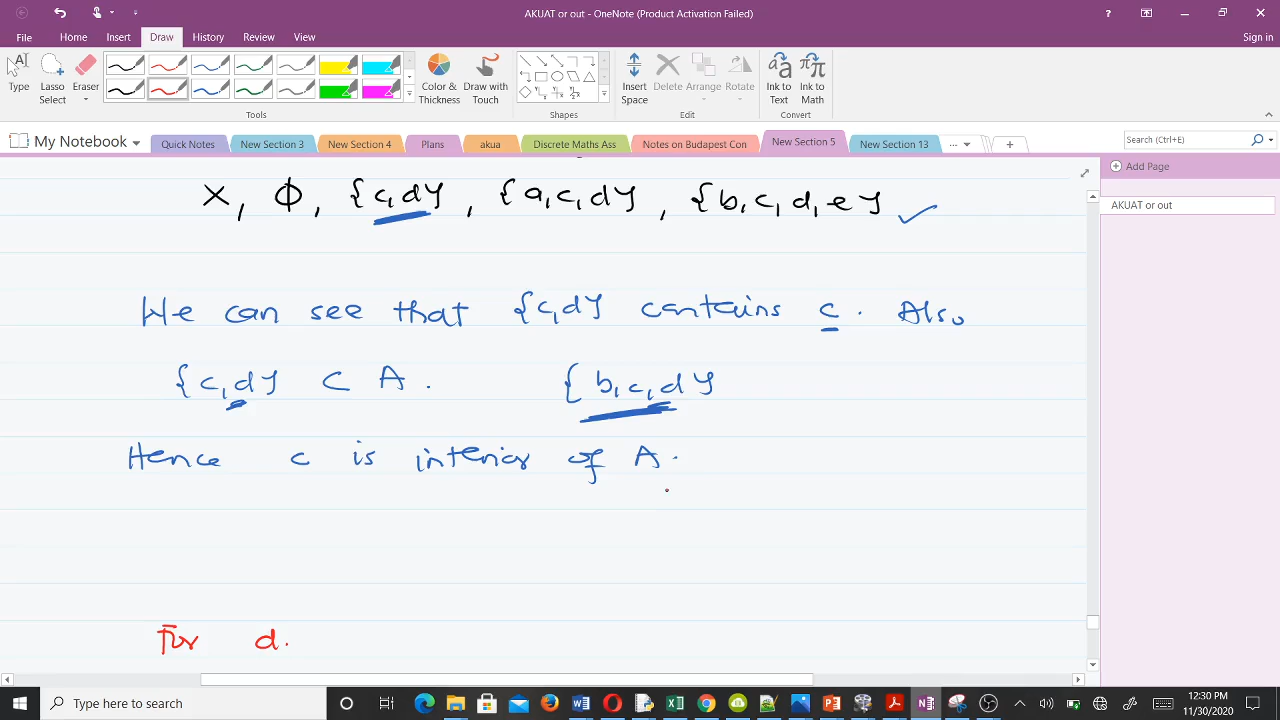 AKUAT or out - OneNote (Product Activation Failed)
Sign in
File Home Insert Draw History Review View
Type Lasso Select Eraser Color & Thickness Draw with Touch Insert Space Delete Arrange Rotate Ink to Text Ink to Math
Tools Shapes Edit Convert
My Notebook Quick Notes New Section 3 New Section 4 Plans akua Discrete Maths Ass Notes on Budapest Con New Section 5 New Section 13 ... Search (Ctrl+E)
Add Page
AKUAT or out
X, Φ, {c,d}, {a,c,d}, {b,c,d,e} ✓
We can see that {c,d} contains c. Also
{c,d} ⊂ A. {b,c,d}
Hence c is interior of A.
For d.
Type here to search
12:30 PM
11/30/2020